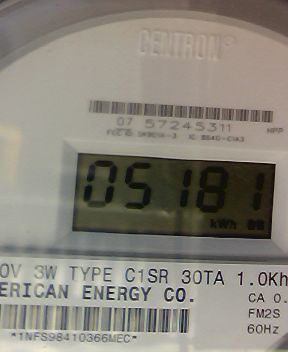 CENTRON®
07 57245311
HPP
05181
kWh
0V 3W TYPE C1SR 30TA 1.0Kh
ERICAN ENERGY CO.
CA 0.
FM2S
60Hz
*1NFS98410366MEC*